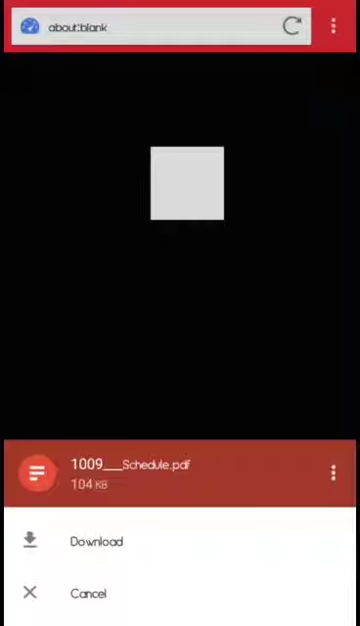 about:blank
1009___Schedule.pdf
104 KB
Download
Cancel